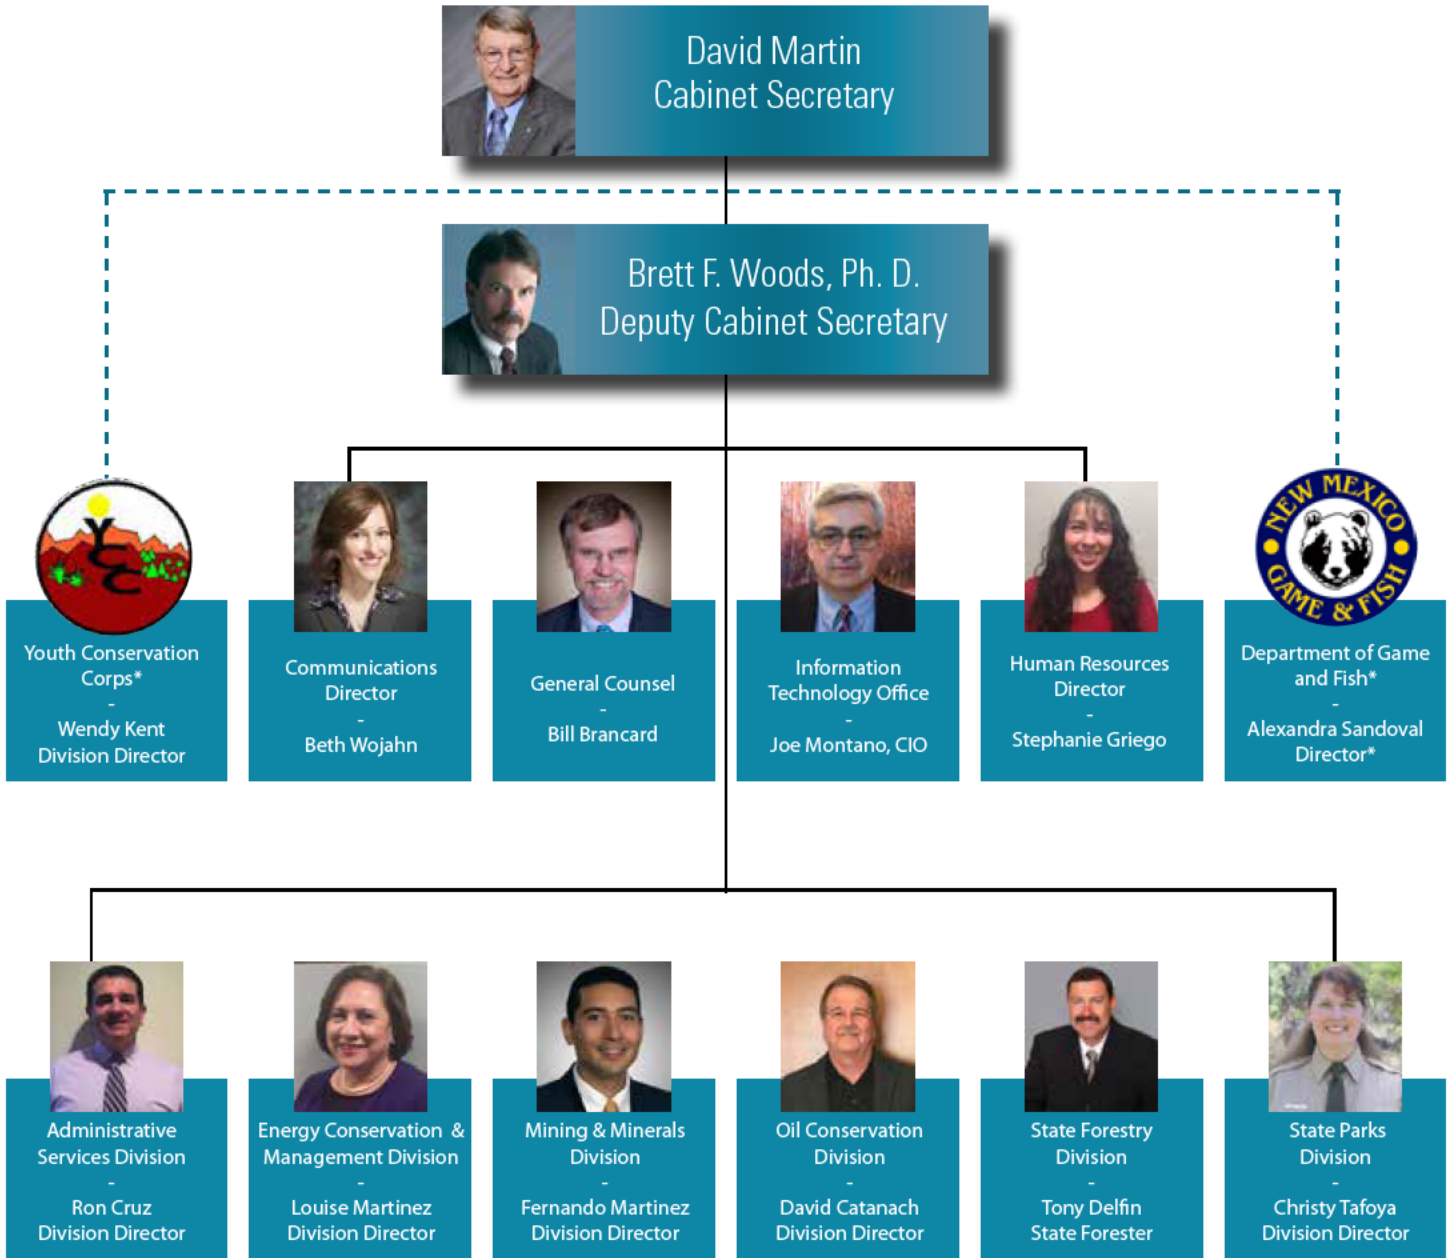 David Martin
Cabinet Secretary
Brett F. Woods, Ph. D.
Deputy Cabinet Secretary
YCC
NEW MEXICO
GAME & FISH
Youth Conservation
Corps*
-
Wendy Kent
Division Director
Communications
Director
-
Beth Wojahn
General Counsel
-
Bill Brancard
Information
Technology Office
-
Joe Montano, CIO
Human Resources
Director
-
Stephanie Griego
Department of Game
and Fish*
-
Alexandra Sandoval
Director*
Administrative
Services Division
-
Ron Cruz
Division Director
Energy Conservation &
Management Division
-
Louise Martinez
Division Director
Mining & Minerals
Division
-
Fernando Martinez
Division Director
Oil Conservation
Division
-
David Catanach
Division Director
State Forestry
Division
-
Tony Delfin
State Forester
State Parks
Division
-
Christy Tafoya
Division Director